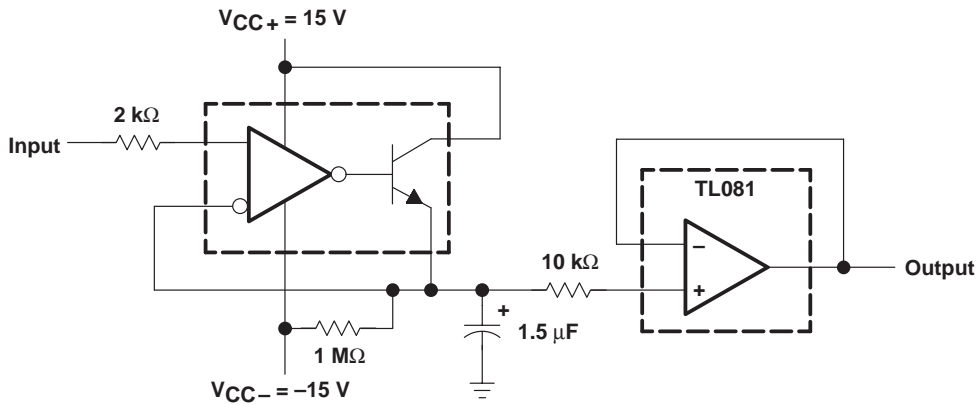 VCC+ = 15 V
2 kΩ
Input
TL081
−
+
10 kΩ
Output
+
1.5 μF
1 MΩ
VCC− = −15 V